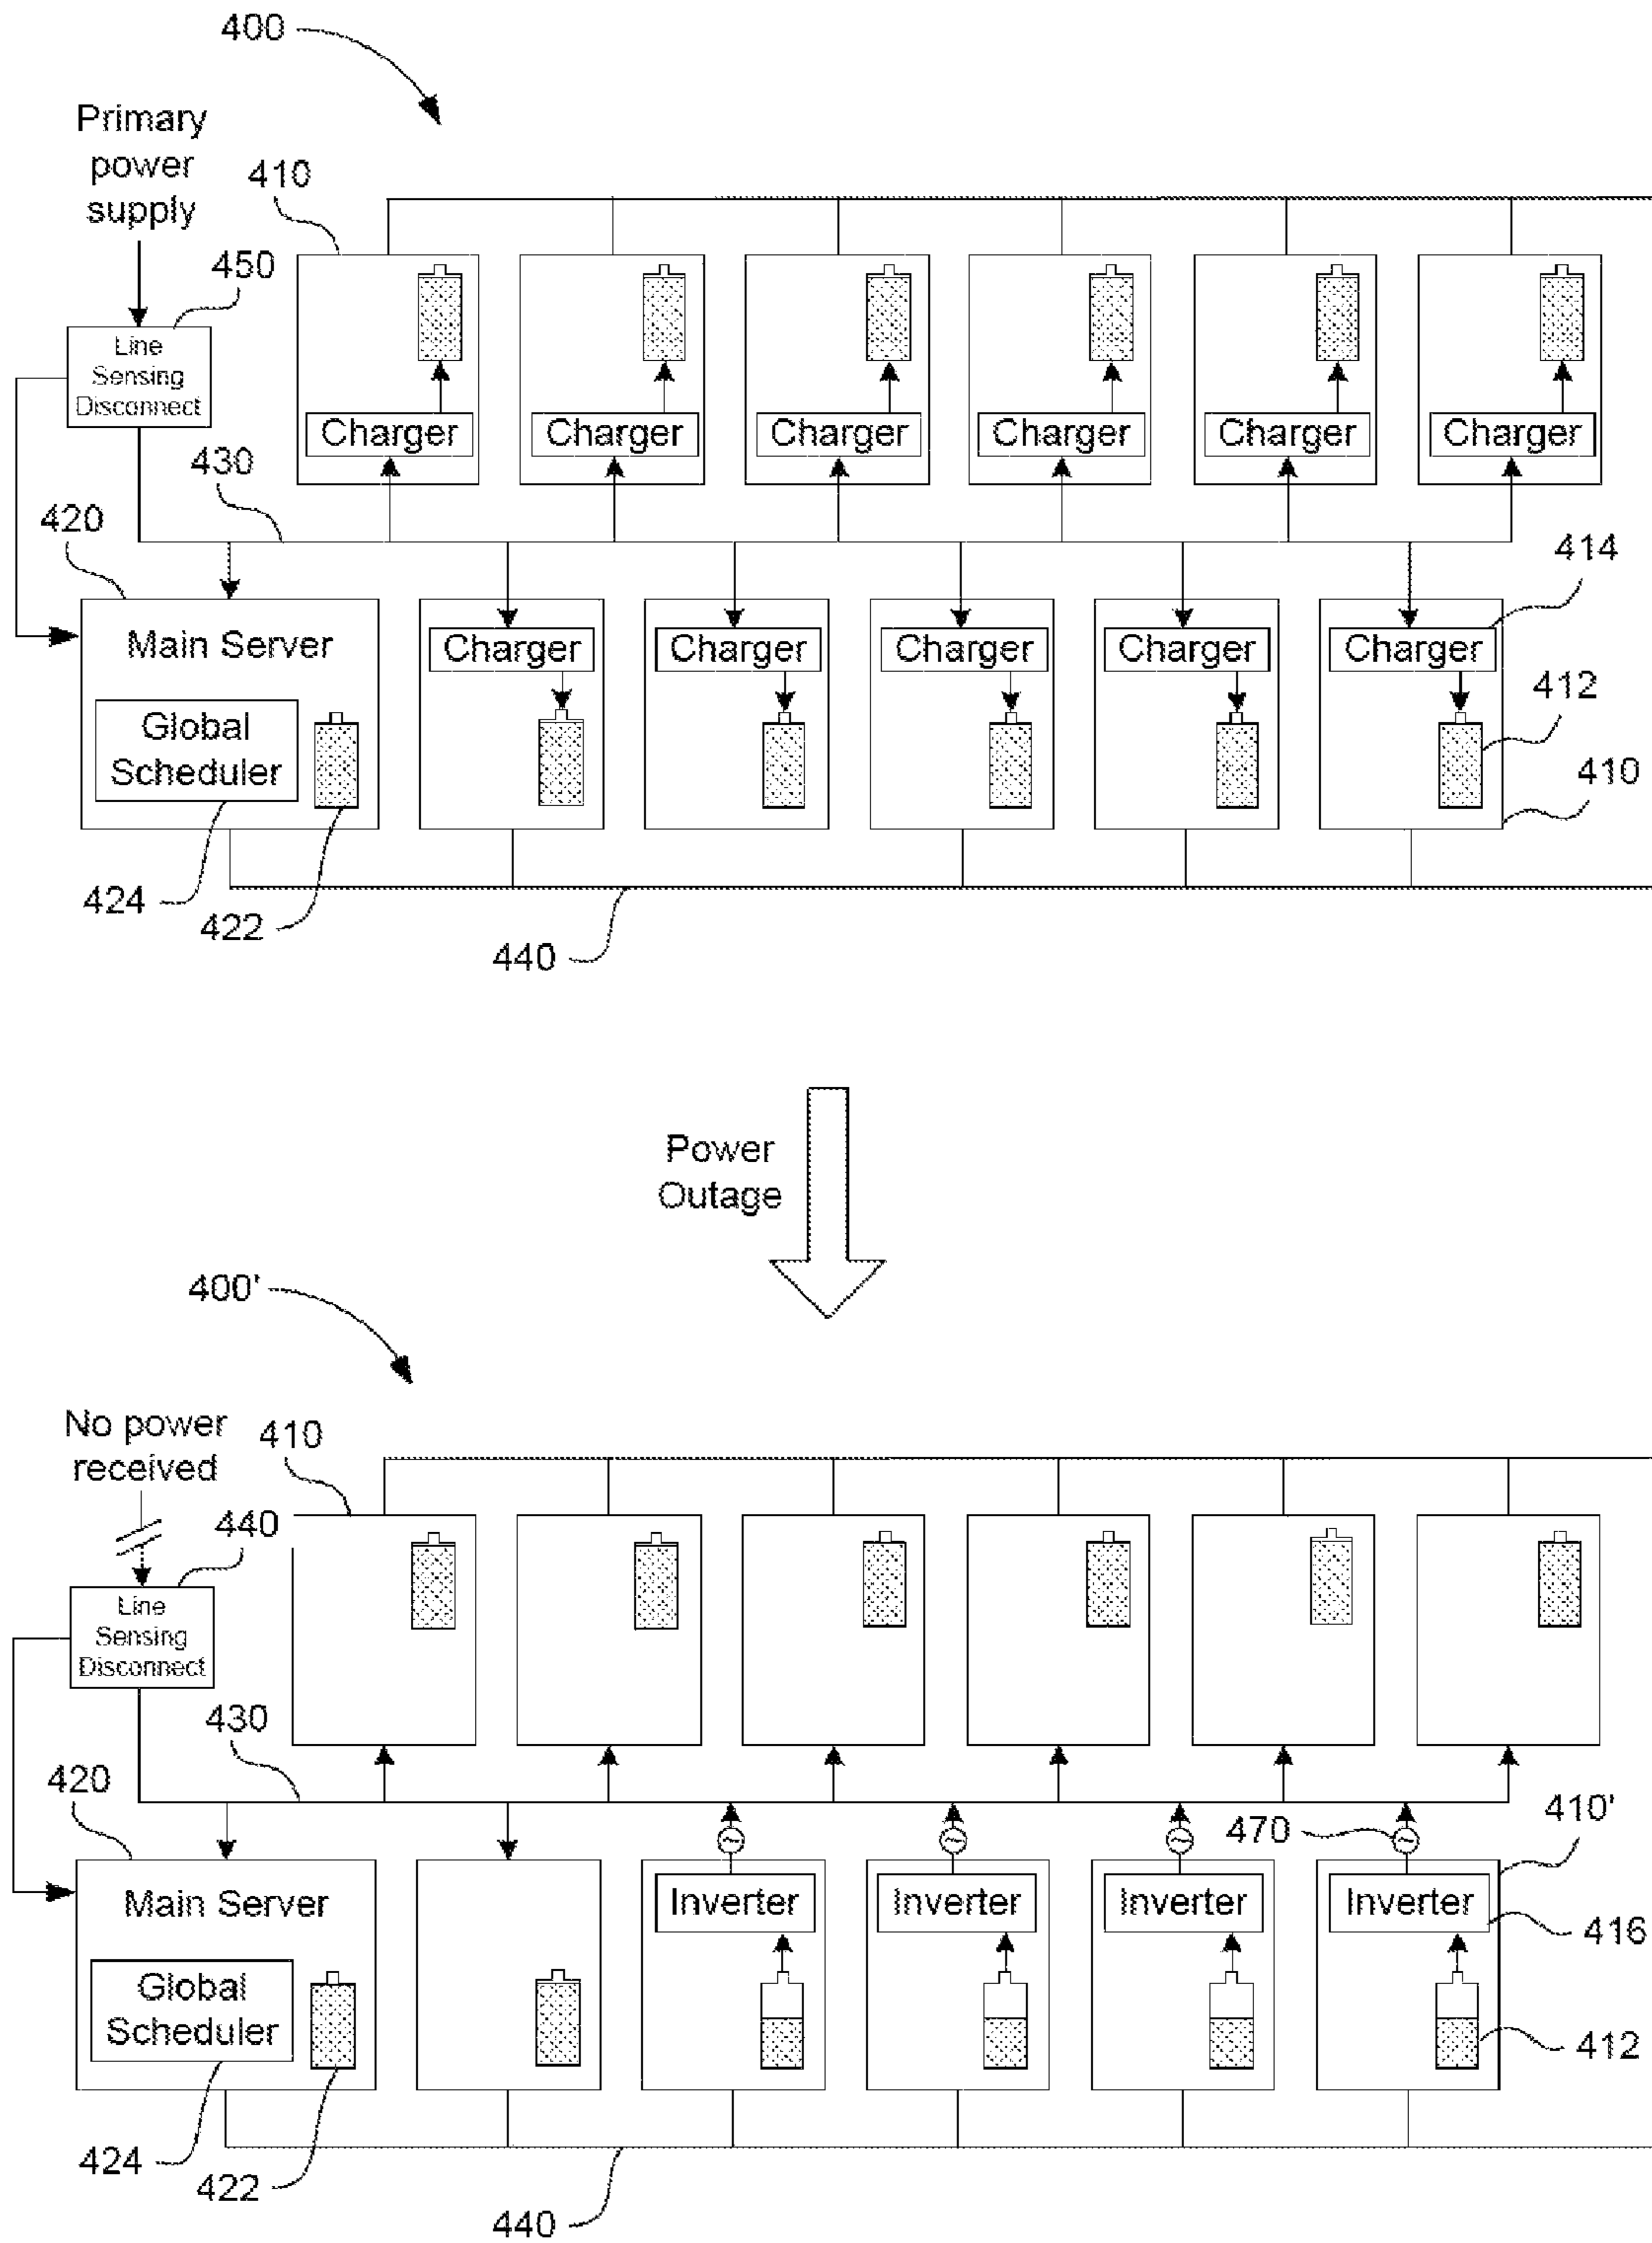 400
Primary
power
supply
410
450
Line
Sensing
Disconnect
Charger Charger Charger Charger Charger Charger
430
420
414
Main Server
Charger Charger Charger Charger Charger
412
Global
Scheduler
410
424
422
440
Power
Outage
400'
No power
received
410
440
Line
Sensing
Disconnect
430
420
470
410'
Main Server
Inverter Inverter Inverter Inverter
416
Global
Scheduler
412
424
422
440